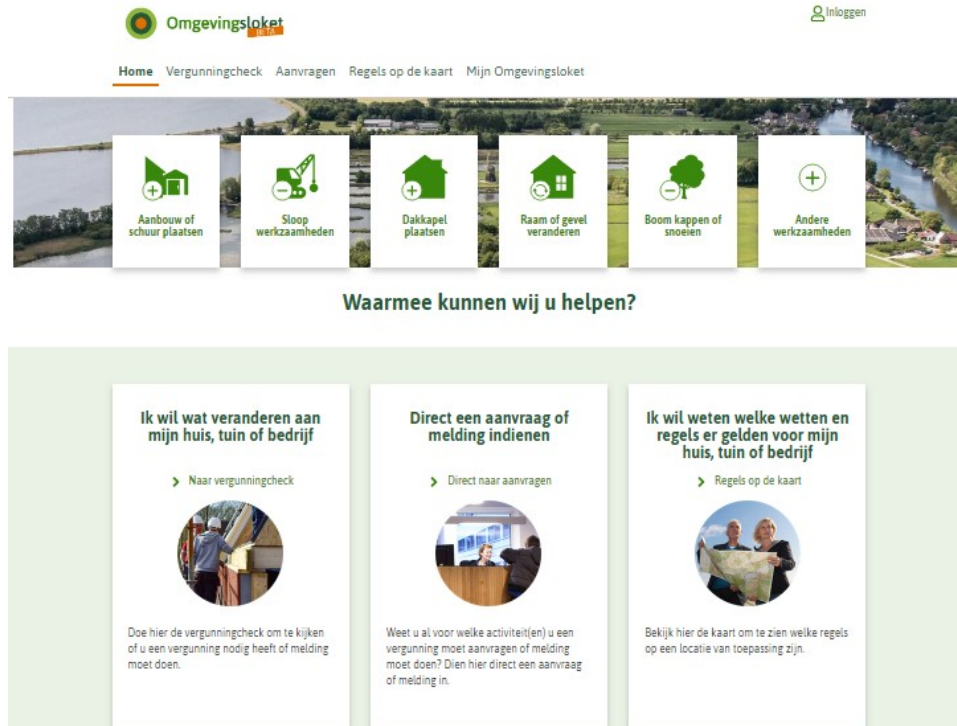 Omgevingsloket
BETA
Inloggen
Home Vergunningcheck Aanvragen Regels op de kaart Mijn Omgevingsloket
Aanbouw of
schuur plaatsen
Sloop
werkzaamheden
Dakkapel
plaatsen
Raam of gevel
veranderen
Boom kappen of
snoeien
Andere
werkzaamheden
Waarmee kunnen wij u helpen?
Ik wil wat veranderen aan
mijn huis, tuin of bedrijf
Naar vergunningcheck
Doe hier de vergunningcheck om te kijken
of u een vergunning nodig heeft of melding
moet doen.
Direct een aanvraag of
melding indienen
Direct naar aanvragen
Weet u al voor welke activiteit(en) u een
vergunning moet aanvragen of melding
moet doen? Dien hier direct een aanvraag
of melding in.
Ik wil weten welke wetten en
regels er gelden voor mijn
huis, tuin of bedrijf
Regels op de kaart
Bekijk hier de kaart om te zien welke regels
op een locatie van toepassing zijn.